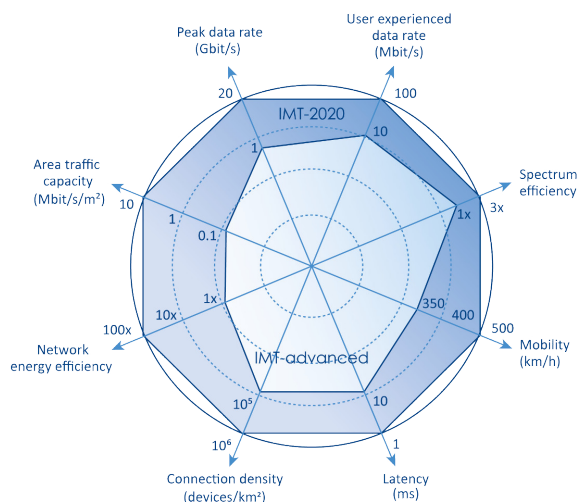 Peak data rate
(Gbit/s)
User experienced
data rate
(Mbit/s)
20
100
IMT-2020
1
10
Area traffic
capacity
(Mbit/s/m²)
Spectrum
efficiency
10
1
0.1
1x
3x
1x
350
400
500
10x
100x
Network
energy efficiency
Mobility
(km/h)
IMT-advanced
10⁵
10
10⁶
1
Connection density
(devices/km²)
Latency
(ms)